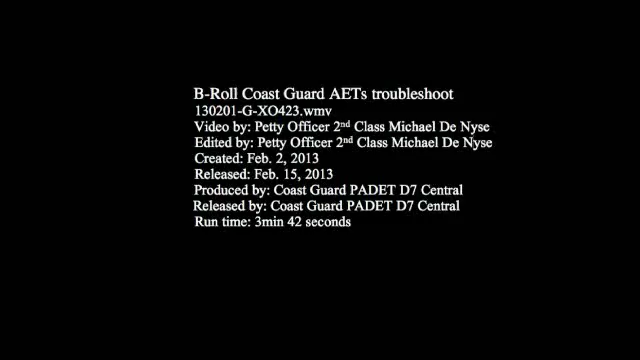 B-Roll Coast Guard AETs troubleshoot
130201-G-XO423.wmv
Video by: Petty Officer 2nd Class Michael De Nyse
Edited by: Petty Officer 2nd Class Michael De Nyse
Created: Feb. 2, 2013
Released: Feb. 15, 2013
Produced by: Coast Guard PADET D7 Central
Released by: Coast Guard PADET D7 Central
Run time: 3min 42 seconds